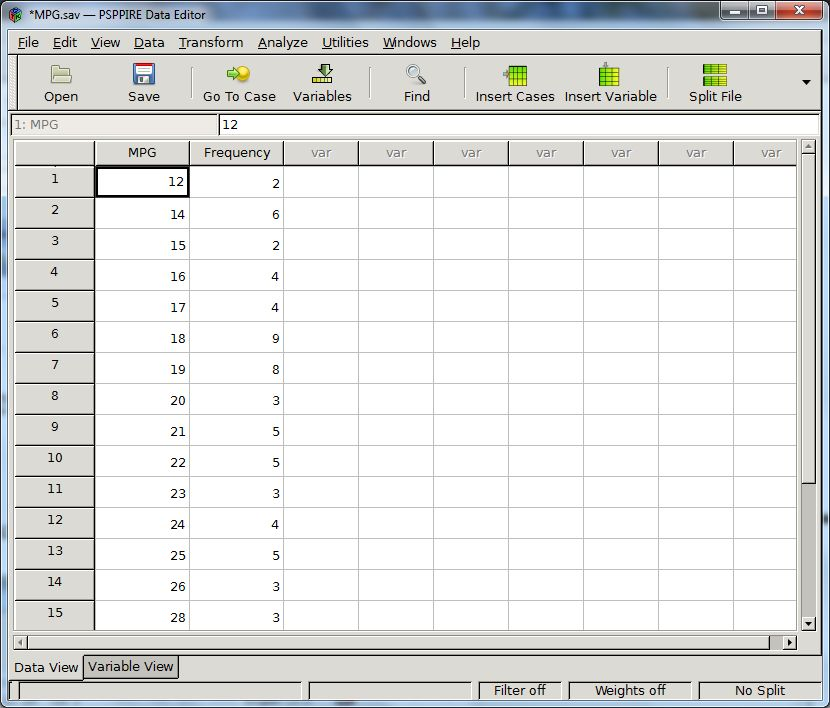 *MPG.sav — PSPPIRE Data Editor
File Edit View Data Transform Analyze Utilities Windows Help
Open Save Go To Case Variables Find Insert Cases Insert Variable Split File
1: MPG 12
MPG Frequency var var var var var var var
1 12 2
2 14 6
3 15 2
4 16 4
5 17 4
6 18 9
7 19 8
8 20 3
9 21 5
10 22 5
11 23 3
12 24 4
13 25 5
14 26 3
15 28 3
Data View Variable View
Filter off Weights off No Split